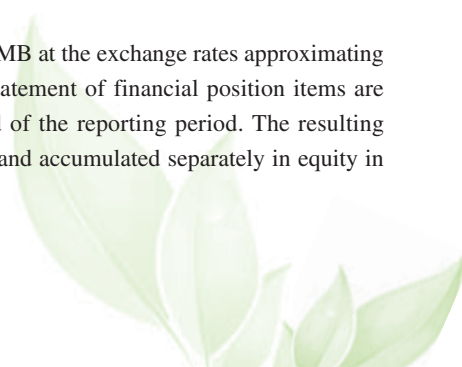 MB at the exchange rates approximating
atement of financial position items are
of the reporting period. The resulting
and accumulated separately in equity in